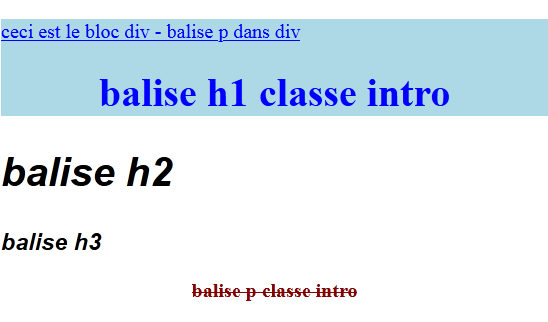 ceci est le bloc div - balise p dans div
balise h1 classe intro
balise h2
balise h3
balise p classe intro